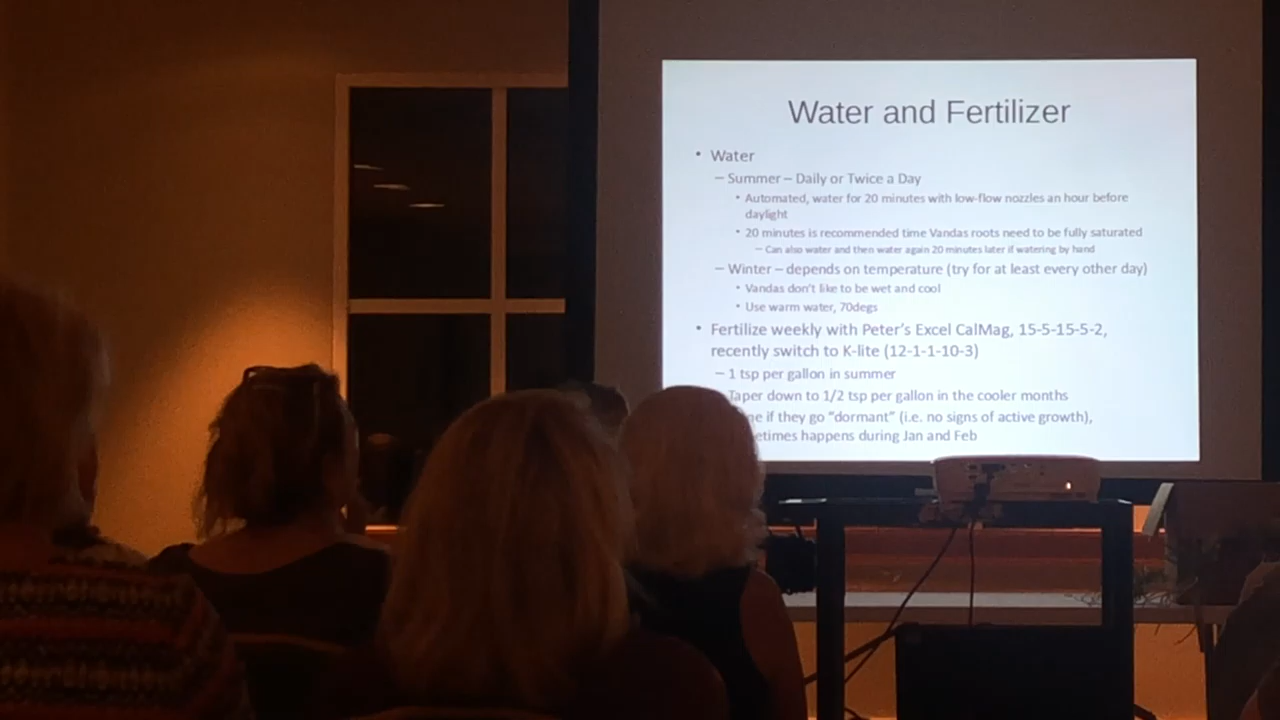 Water and Fertilizer
• Water
– Summer – Daily or Twice a Day
• Automated, water for 20 minutes with low-flow nozzles an hour before
daylight
• 20 minutes is recommended time Vandas roots need to be fully saturated
– Can also water and then water again 20 minutes later if watering by hand
– Winter – depends on temperature (try for at least every other day)
• Vandas don't like to be wet and cool
• Use warm water, 70degs
• Fertilize weekly with Peter's Excel CalMag, 15-5-15-5-2,
recently switch to K-lite (12-1-1-10-3)
– 1 tsp per gallon in summer
Taper down to 1/2 tsp per gallon in the cooler months
if they go "dormant" (i.e. no signs of active growth),
happens during Jan and Feb